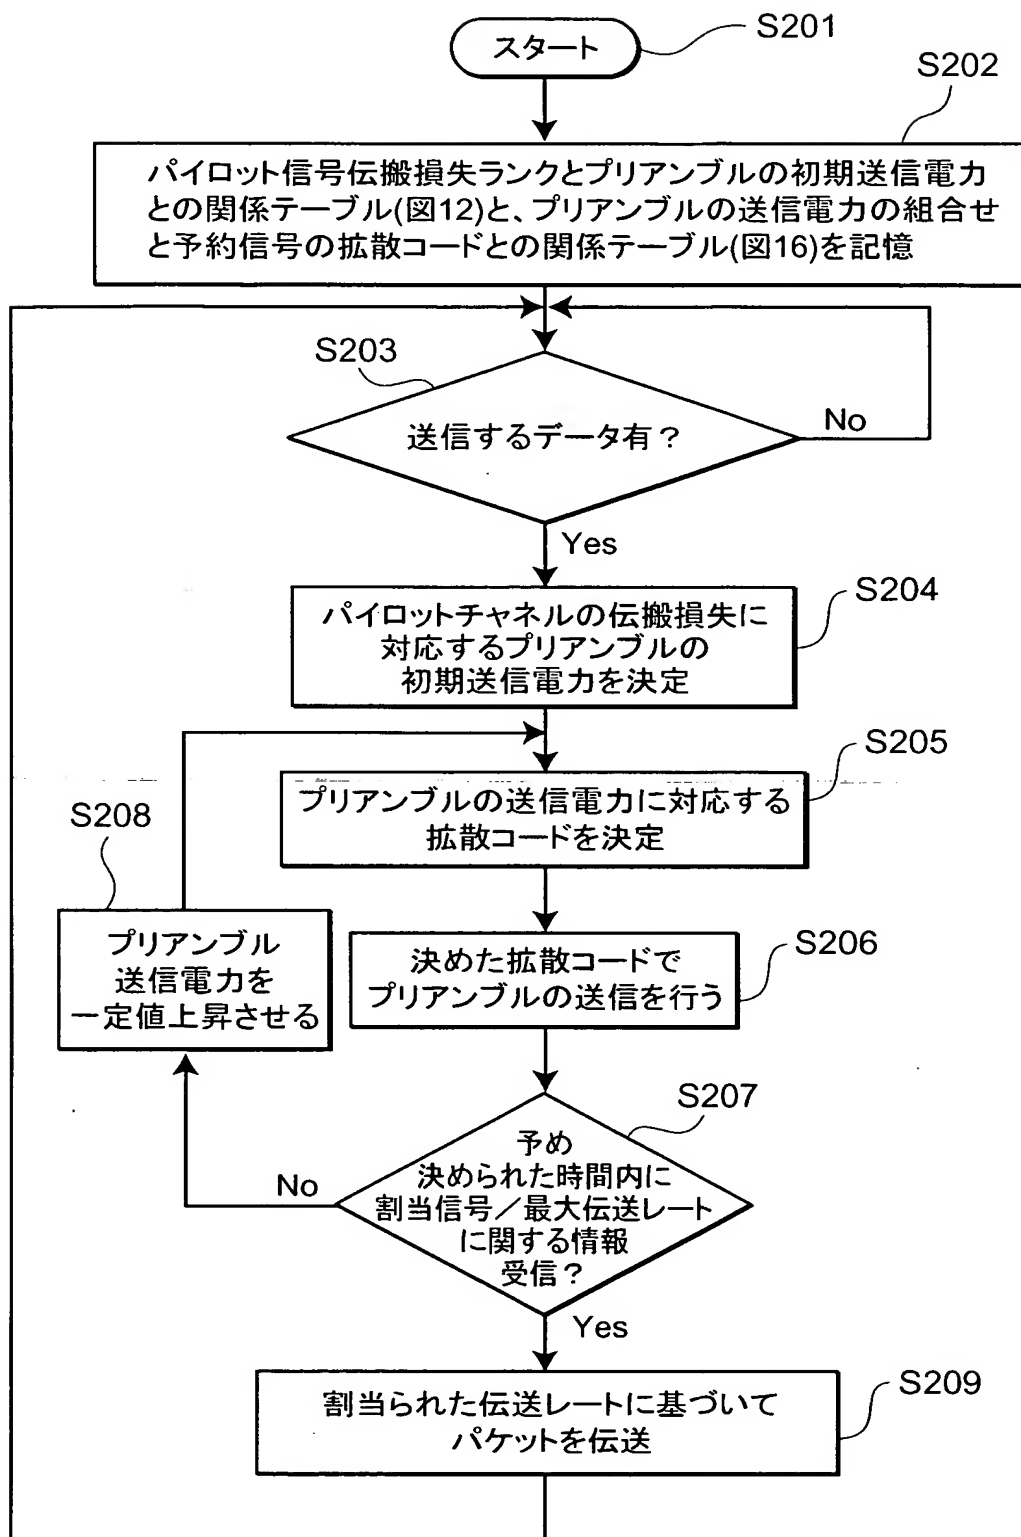 スタート
S201
S202
パイロット信号伝搬損失ランクとプリアンブルの初期送信電力
との関係テーブル(図12)と、プリアンブルの送信電力の組合せ
と予約信号の拡散コードとの関係テーブル(図16)を記憶
S203
送信するデータ有？
No
Yes
S204
パイロットチャネルの伝搬損失に
対応するプリアンブルの
初期送信電力を決定
S205
プリアンブルの送信電力に対応する
拡散コードを決定
S208
プリアンブル
送信電力を
一定値上昇させる
S206
決めた拡散コードで
プリアンブルの送信を行う
S207
予め
決められた時間内に
割当信号／最大伝送レート
に関する情報
受信？
No
Yes
S209
割当られた伝送レートに基づいて
パケットを伝送